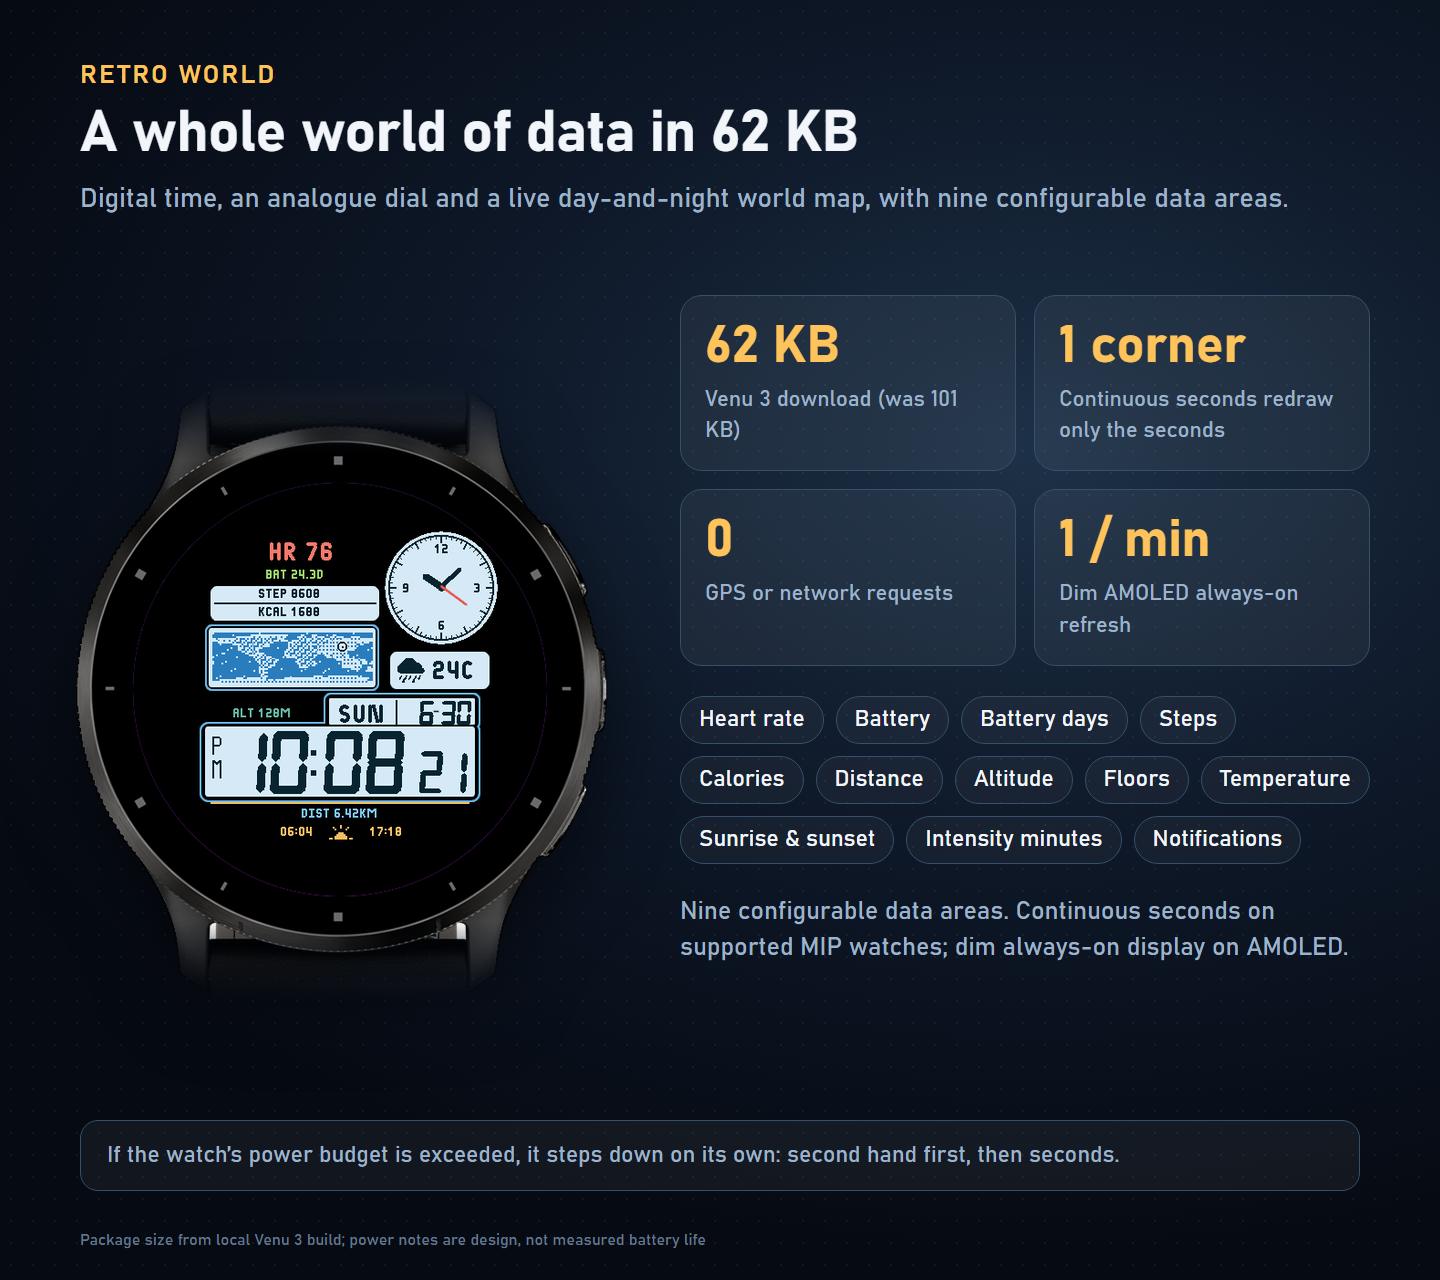 RETRO WORLD
A whole world of data in 62 KB
Digital time, an analogue dial and a live day-and-night world map, with nine configurable data areas.
62 KB
Venu 3 download (was 101
KB)
1 corner
Continuous seconds redraw
only the seconds
0
GPS or network requests
1 / min
Dim AMOLED always-on
refresh
HR 76
BAT 24.3D
STEP 8608
KCAL 1688
12
9
3
6
24C
ALT 128M
SUN 6-30
PM 10:08 21
DIST 6.42KM
06:04 17:18
Heart rate Battery Battery days Steps
Calories Distance Altitude Floors Temperature
Sunrise & sunset Intensity minutes Notifications
Nine configurable data areas. Continuous seconds on
supported MIP watches; dim always-on display on AMOLED.
If the watch's power budget is exceeded, it steps down on its own: second hand first, then seconds.
Package size from local Venu 3 build; power notes are design, not measured battery life